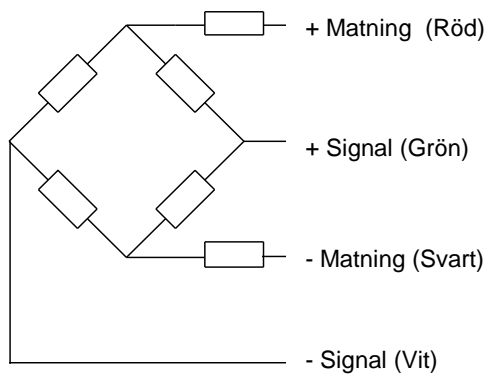 + Matning (Röd)
+ Signal (Grön)
- Matning (Svart)
- Signal (Vit)